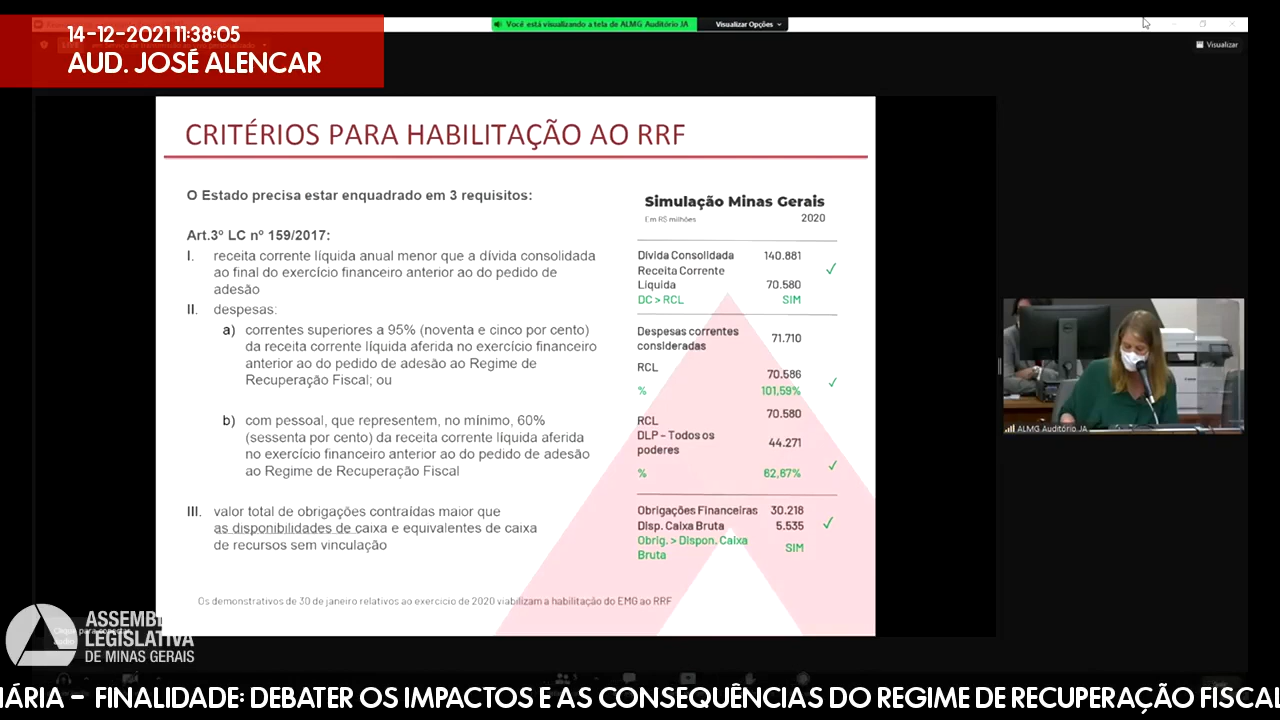 14-12-2021 11:38:05
AUD. JOSÉ ALENCAR
Você está visualizando a tela de ALMG Auditório JA
Visualizar Opções
Visualizar
CRITÉRIOS PARA HABILITAÇÃO AO RRF
O Estado precisa estar enquadrado em 3 requisitos:
Art.3º LC nº 159/2017:
I. receita corrente líquida anual menor que a dívida consolidada
ao final do exercício financeiro anterior ao do pedido de
adesão
II. despesas:
a) correntes superiores a 95% (noventa e cinco por cento)
da receita corrente líquida aferida no exercício financeiro
anterior ao do pedido de adesão ao Regime de
Recuperação Fiscal; ou
b) com pessoal, que representem, no mínimo, 60%
(sessenta por cento) da receita corrente líquida aferida
no exercício financeiro anterior ao do pedido de adesão
ao Regime de Recuperação Fiscal
III. valor total de obrigações contraídas maior que
as disponibilidades de caixa e equivalentes de caixa
de recursos sem vinculação
Simulação Minas Gerais
Em R$ milhões 2020
Dívida Consolidada 140.881
Receita Corrente
Líquida 70.580
DC > RCL SIM
Despesas correntes
consideradas 71.710
RCL 70.586
% 101,59%
RCL 70.580
DLP – Todos os
poderes 44.271
% 62,67%
Obrigações Financeiras 30.218
Disp. Caixa Bruta 5.535
Obrig. > Dispon. Caixa
Bruta SIM
Os demonstrativos de 30 de janeiro relativos ao exercício de 2020 viabilizam a habilitação do EMG ao RRF
ALMG Auditório JA
ASSEMB
LEGISLATIVA
DE MINAS GERAIS
NÁRIA – FINALIDADE: DEBATER OS IMPACTOS E AS CONSEQUÊNCIAS DO REGIME DE RECUPERAÇÃO FISCAL